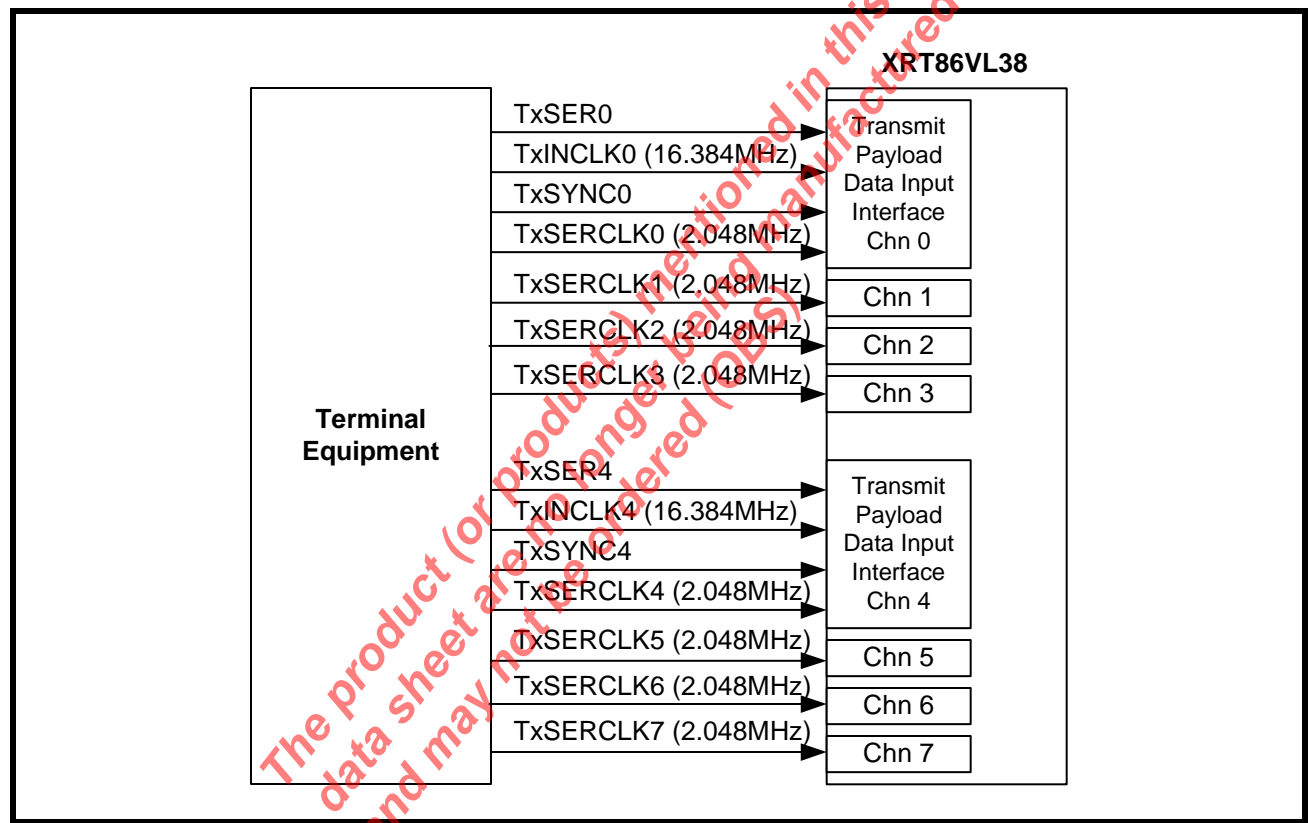 XRT86VL38
TxSER0
TxINCLK0 (16.384MHz)
TxSYNC0
TxSERCLK0 (2.048MHz)
Transmit
Payload
Data Input
Interface
Chn 0
TxSERCLK1 (2.048MHz)
Chn 1
TxSERCLK2 (2.048MHz)
Chn 2
TxSERCLK3 (2.048MHz)
Chn 3
Terminal
Equipment
TxSER4
TxINCLK4 (16.384MHz)
TxSYNC4
TxSERCLK4 (2.048MHz)
Transmit
Payload
Data Input
Interface
Chn 4
TxSERCLK5 (2.048MHz)
Chn 5
TxSERCLK6 (2.048MHz)
Chn 6
TxSERCLK7 (2.048MHz)
Chn 7
The product (or products) mentioned in this
data sheet are no longer being manufactured
and may not be ordered (OBS)